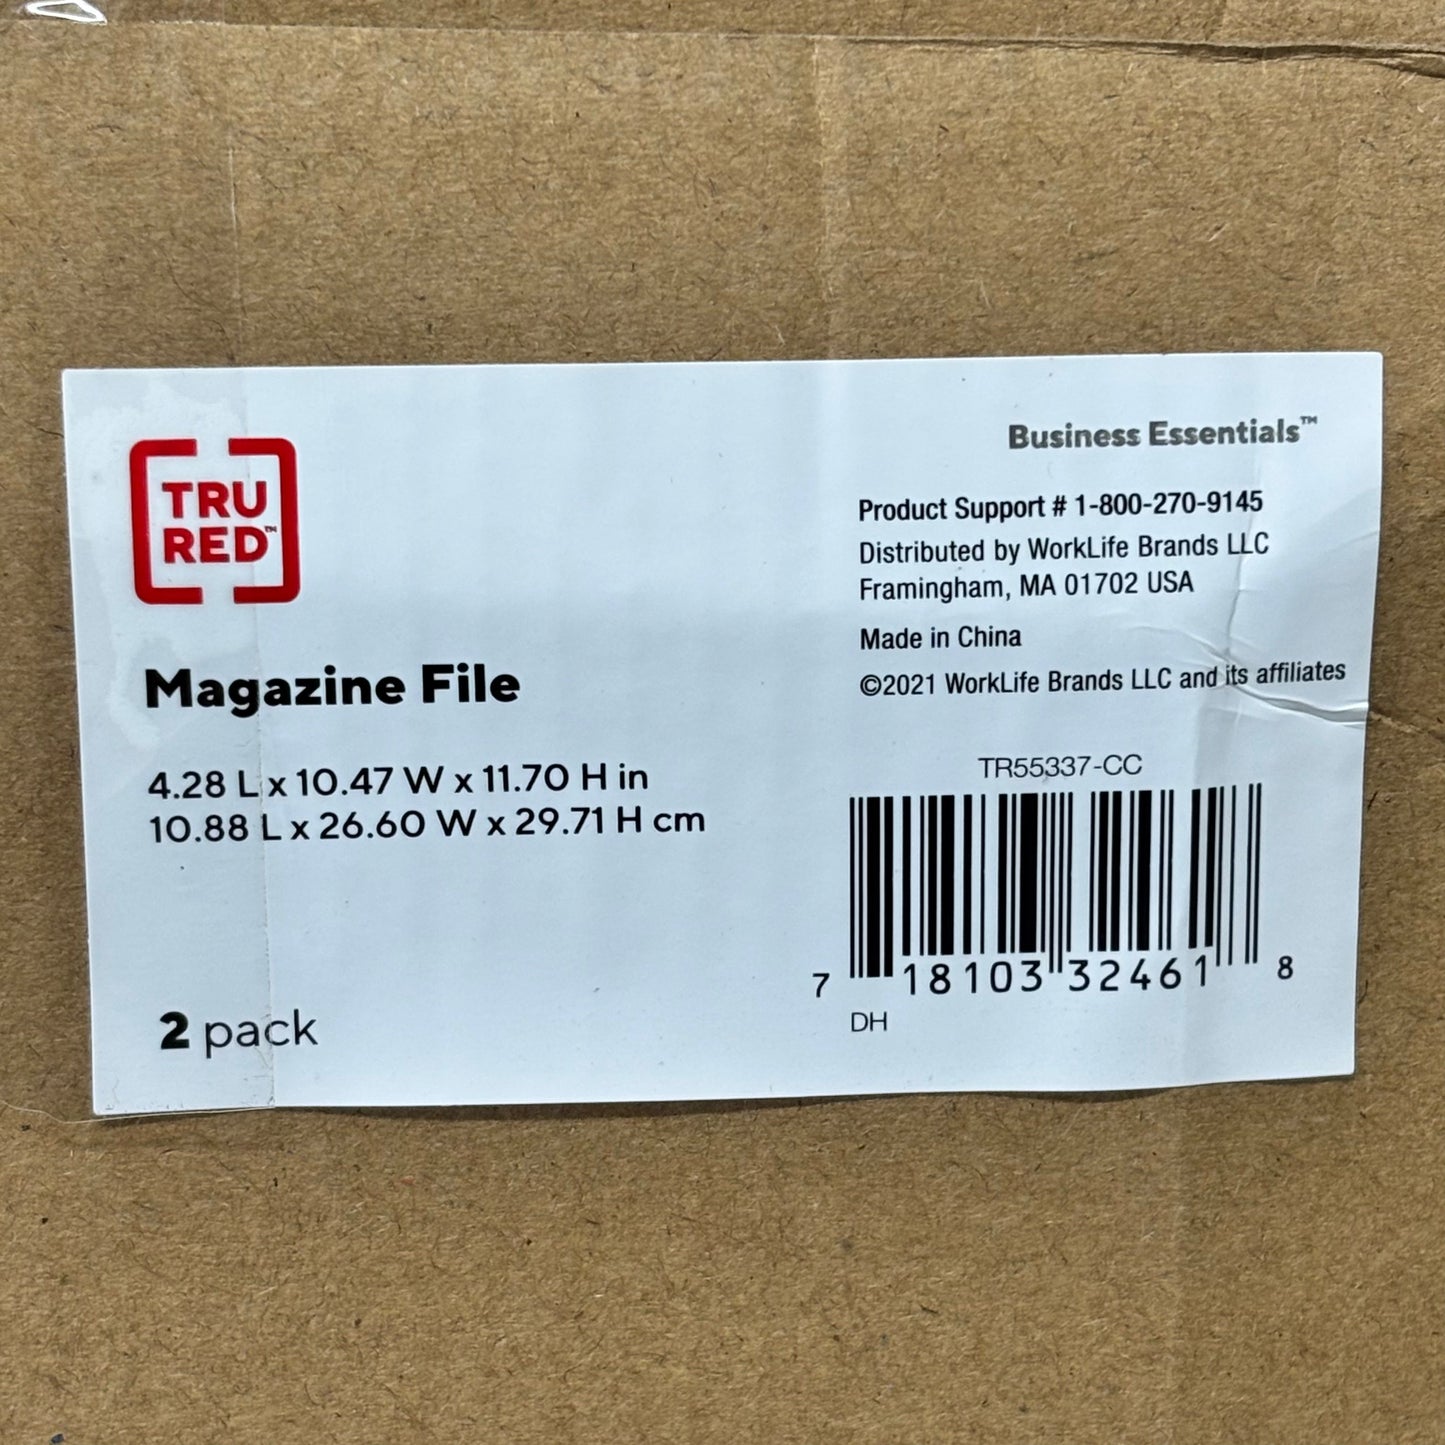 TRU
RED™
Magazine File
4.28 L x 10.47 W x 11.70 H in
10.88 L x 26.60 W x 29.71 H cm
2 pack
Business Essentials™
Product Support # 1-800-270-9145
Distributed by WorkLife Brands LLC
Framingham, MA 01702 USA
Made in China
©2021 WorkLife Brands LLC and its affiliates
TR55337-CC
7 18103 32461 8
DH